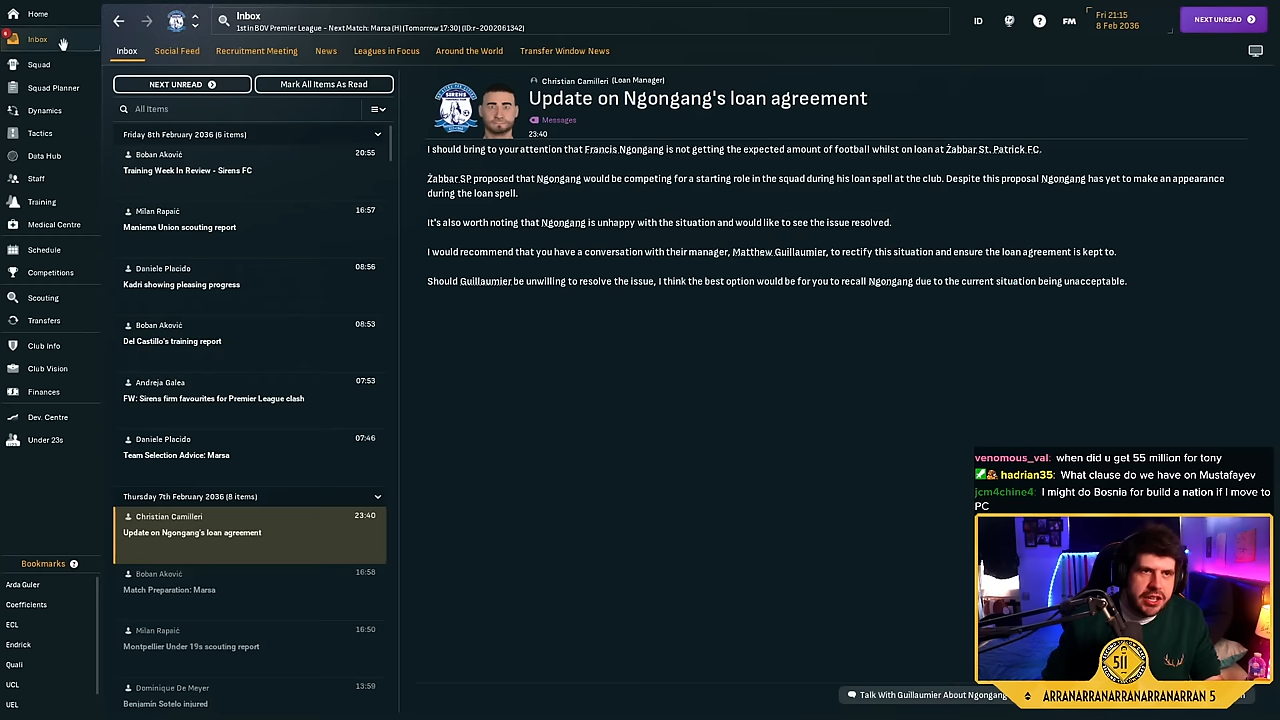 Home
Inbox
1st in BOV Premier League - Next Match: Marsa (H) (Tomorrow 17:30) (ID:r-2002061342)
ID
FM
Fri 21:15
8 Feb 2036
NEXT UNREAD
Inbox
Squad
Squad Planner
Dynamics
Tactics
Data Hub
Staff
Training
Medical Centre
Schedule
Competitions
Scouting
Transfers
Club Info
Club Vision
Finances
Dev. Centre
Under 23s
Bookmarks ?
Arda Guler
Coefficients
ECL
Endrick
Quali
UCL
UEL
Inbox
Social Feed
Recruitment Meeting
News
Leagues in Focus
Around the World
Transfer Window News
NEXT UNREAD
Mark All Items As Read
All Items
Friday 8th February 2036 (6 items)
Boban Aković 20:55
Training Week In Review - Sirens FC
Milan Rapaić 16:57
Maniema Union scouting report
Daniele Placido 08:56
Kadri showing pleasing progress
Boban Aković 08:53
Del Castillo's training report
Andreja Galea 07:53
FW: Sirens firm favourites for Premier League clash
Daniele Placido 07:46
Team Selection Advice: Marsa
Thursday 7th February 2036 (8 items)
Christian Camilleri 23:40
Update on Ngongang's loan agreement
Boban Aković 16:58
Match Preparation: Marsa
Milan Rapaić 16:50
Montpellier Under 19s scouting report
Dominique De Meyer 13:59
Benjamin Sotelo injured
SIRENS
Christian Camilleri (Loan Manager)
Update on Ngongang's loan agreement
Messages
23:40
I should bring to your attention that Francis Ngongang is not getting the expected amount of football whilst on loan at Żabbar St. Patrick FC.
Żabbar SP proposed that Ngongang would be competing for a starting role in the squad during his loan spell at the club. Despite this proposal Ngongang has yet to make an appearance
during the loan spell.
It's also worth noting that Ngongang is unhappy with the situation and would like to see the issue resolved.
I would recommend that you have a conversation with their manager, Matthew Guillaumier, to rectify this situation and ensure the loan agreement is kept to.
Should Guillaumier be unwilling to resolve the issue, I think the best option would be for you to recall Ngongang due to the current situation being unacceptable.
venomous_val: when did u get 55 million for tony
hadrian35: What clause do we have on Mustafayev
jcm4chine4: I might do Bosnia for build a nation if I move to
PC
511
Talk With Guillaumier About Ngongang
ARRANARRANARRANARRANARRAN 5